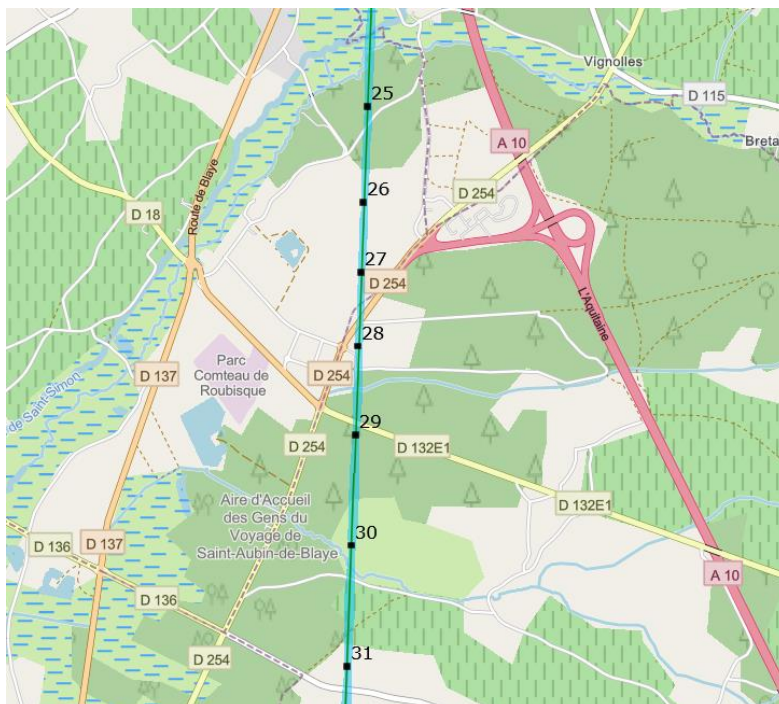 25
Vignolles
D 115
A 10
Breta
26
D 254
D 18
Route de Blaye
27
D 254
L'Aquitaine
28
Parc
Comteau de
Roubisque
D 137
D 254
de Saint-Simon
29
D 254
D 132E1
Aire d'Accueil
des Gens du
Voyage de
Saint-Aubin-de-Blaye
D 132E1
30
D 136
D 137
A 10
D 136
D 254
31